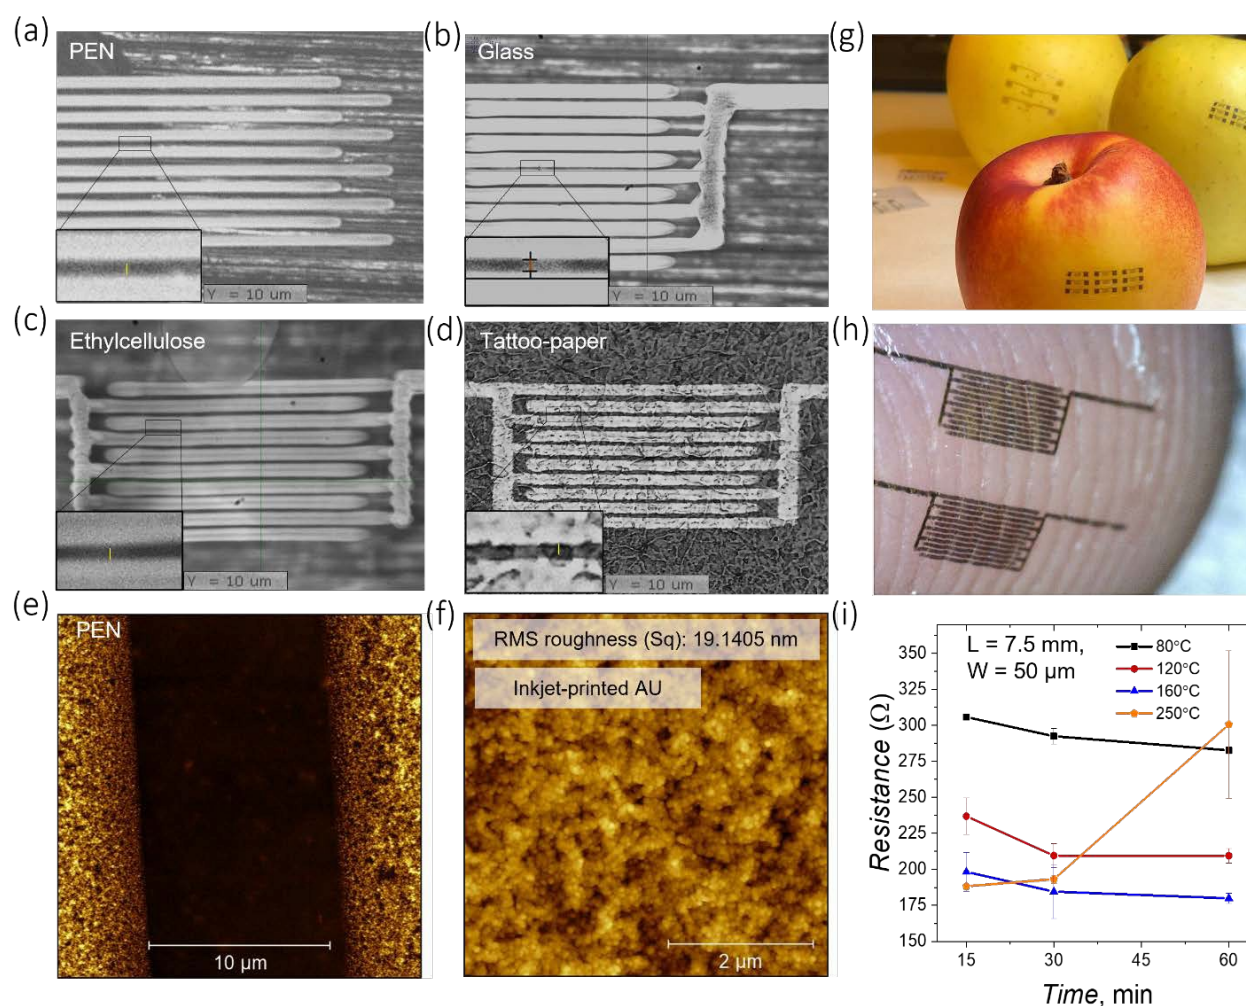 (a)
PEN
Y = 10 um
(b)
Glass
Y = 10 um
(g)
(c)
Ethylcellulose
Y = 10 um
(d)
Tattoo-paper
Y = 10 um
(h)
(e)
PEN
10 µm
(f)
RMS roughness (Sq): 19.1405 nm
Inkjet-printed AU
2 µm
(i)
L = 7.5 mm,
W = 50 µm
80°C
120°C
160°C
250°C
350
325
300
275
250
225
200
175
150
Resistance (Ω)
15 30 45 60
Time, min